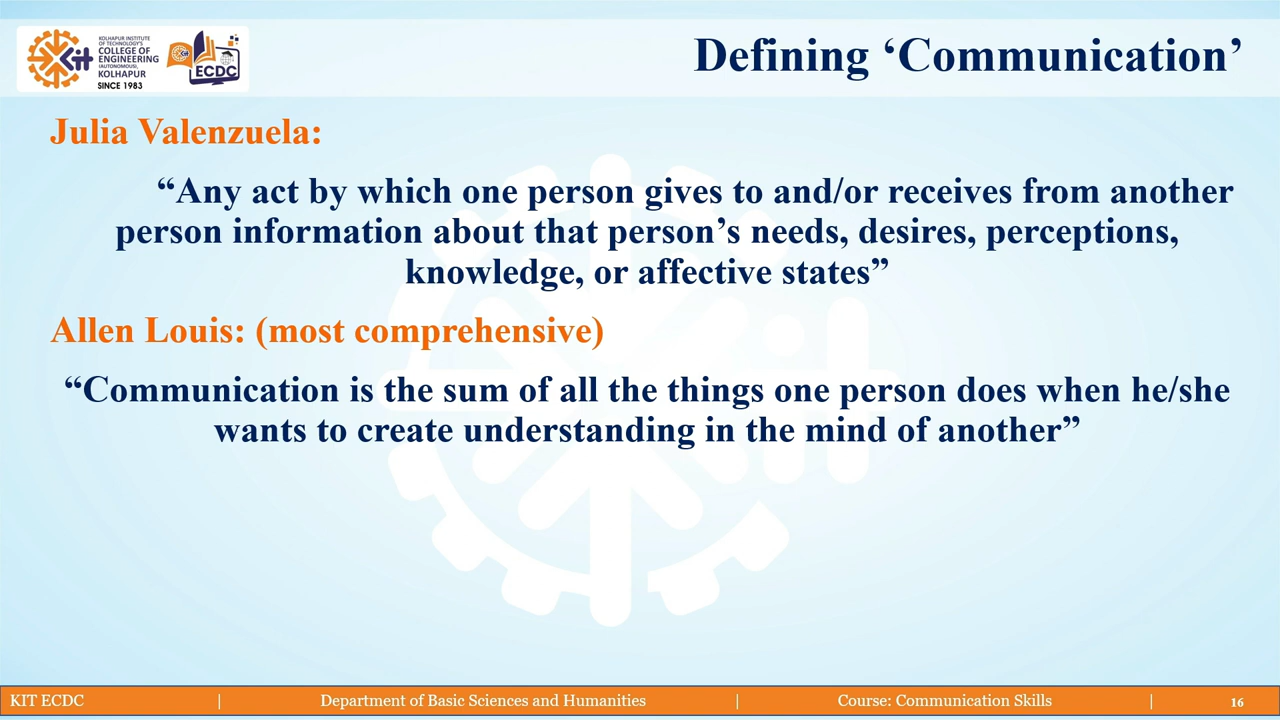 KOLHAPUR INSTITUTE
OF TECHNOLOGY'S
COLLEGE OF
ENGINEERING
(AUTONOMOUS),
KOLHAPUR
SINCE 1983
Kit
ECDC
Defining ‘Communication’
Julia Valenzuela:
“Any act by which one person gives to and/or receives from another
person information about that person’s needs, desires, perceptions,
knowledge, or affective states”
Allen Louis: (most comprehensive)
“Communication is the sum of all the things one person does when he/she
wants to create understanding in the mind of another”
KIT ECDC | Department of Basic Sciences and Humanities | Course: Communication Skills | 16